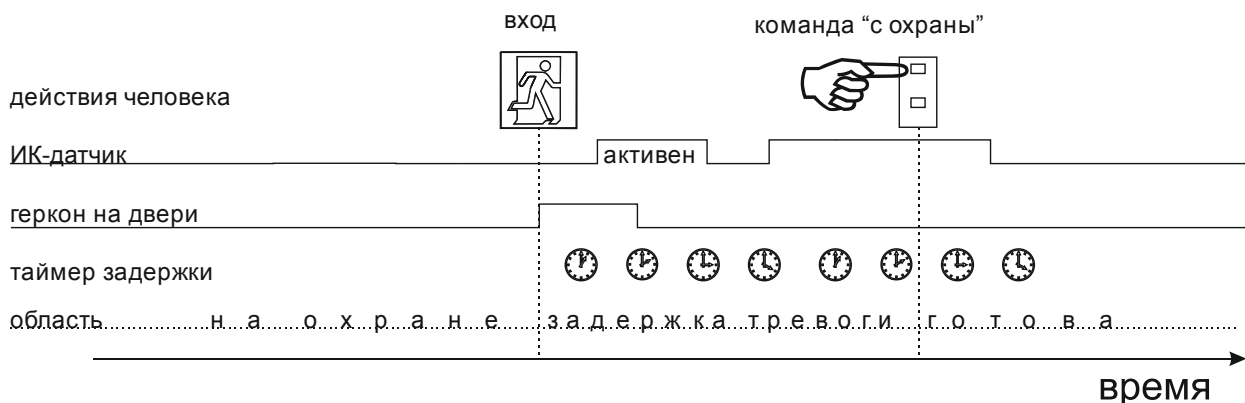 вход
команда “с охраны”
действия человека
ИК-датчик
активен
геркон на двери
таймер задержки
область на охране задержка тревоги готова
время